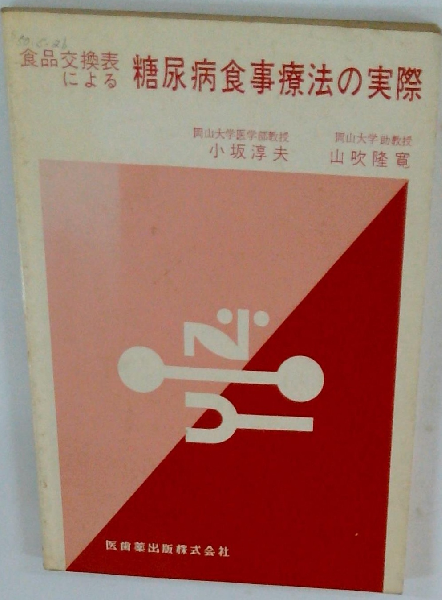 食品交換表
による
糖尿病食事療法の実際
岡山大学医学部教授
小坂淳夫
岡山大学助教授
山吹隆寛
医歯薬出版株式会社